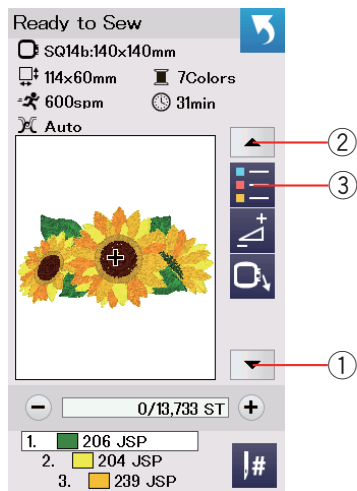 Ready to Sew
SQ14b:140x140mm
114x60mm 7Colors
600spm 31min
Auto
②
③
①
0/13,733 ST
1. 206 JSP
2. 204 JSP
3. 239 JSP
#